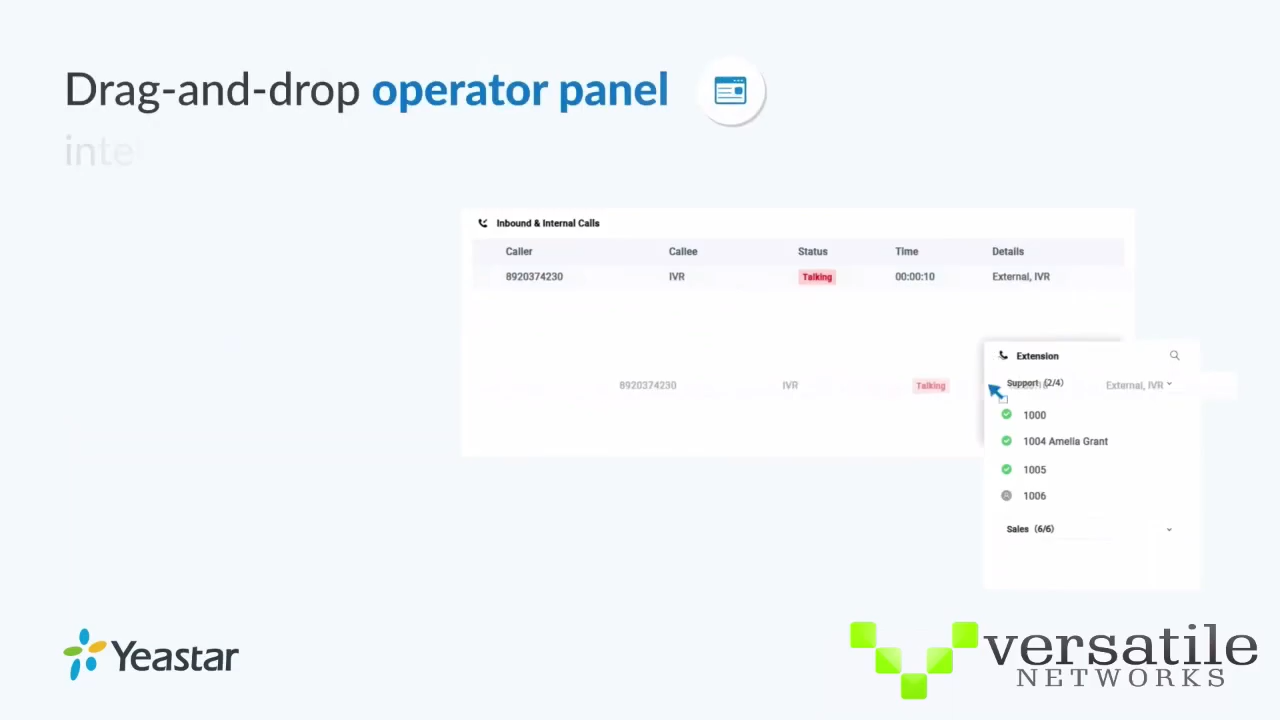 Drag-and-drop operator panel
inte
Inbound & Internal Calls
Caller Callee Status Time Details
8920374230 IVR Talking 00:00:10 External, IVR
8920374230 IVR Talking External, IVR
Extension
Support (2/4)
1000
1004 Amelia Grant
1005
1006
Sales (6/6)
Yeastar
versatile
NETWORKS